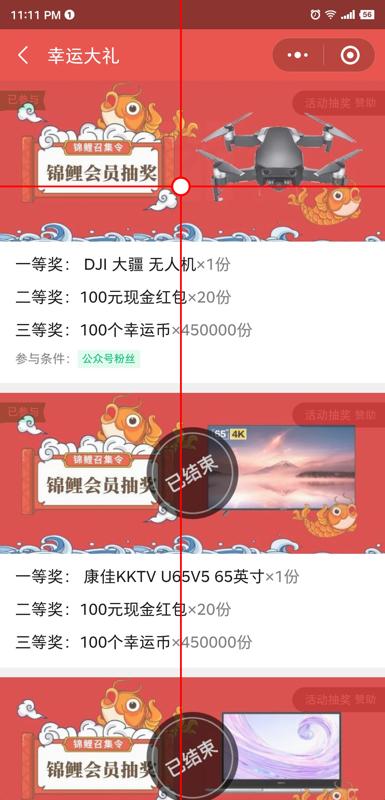 11:11 PM
56
幸运大礼
已参与
活动抽奖 赞助
锦鲤召集令
锦鲤会员抽奖
一等奖： DJI 大疆 无人机×1份
二等奖：100元现金红包×20份
三等奖：100个幸运币×450000份
参与条件： 公众号粉丝
已参与
活动抽奖 赞助
锦鲤召集令
锦鲤会员抽奖
已结束
65" 4K
一等奖： 康佳KKTV U65V5 65英寸×1份
二等奖：100元现金红包×20份
三等奖：100个幸运币×450000份
活动抽奖 赞助
锦鲤召集令
锦鲤会员抽奖
已结束